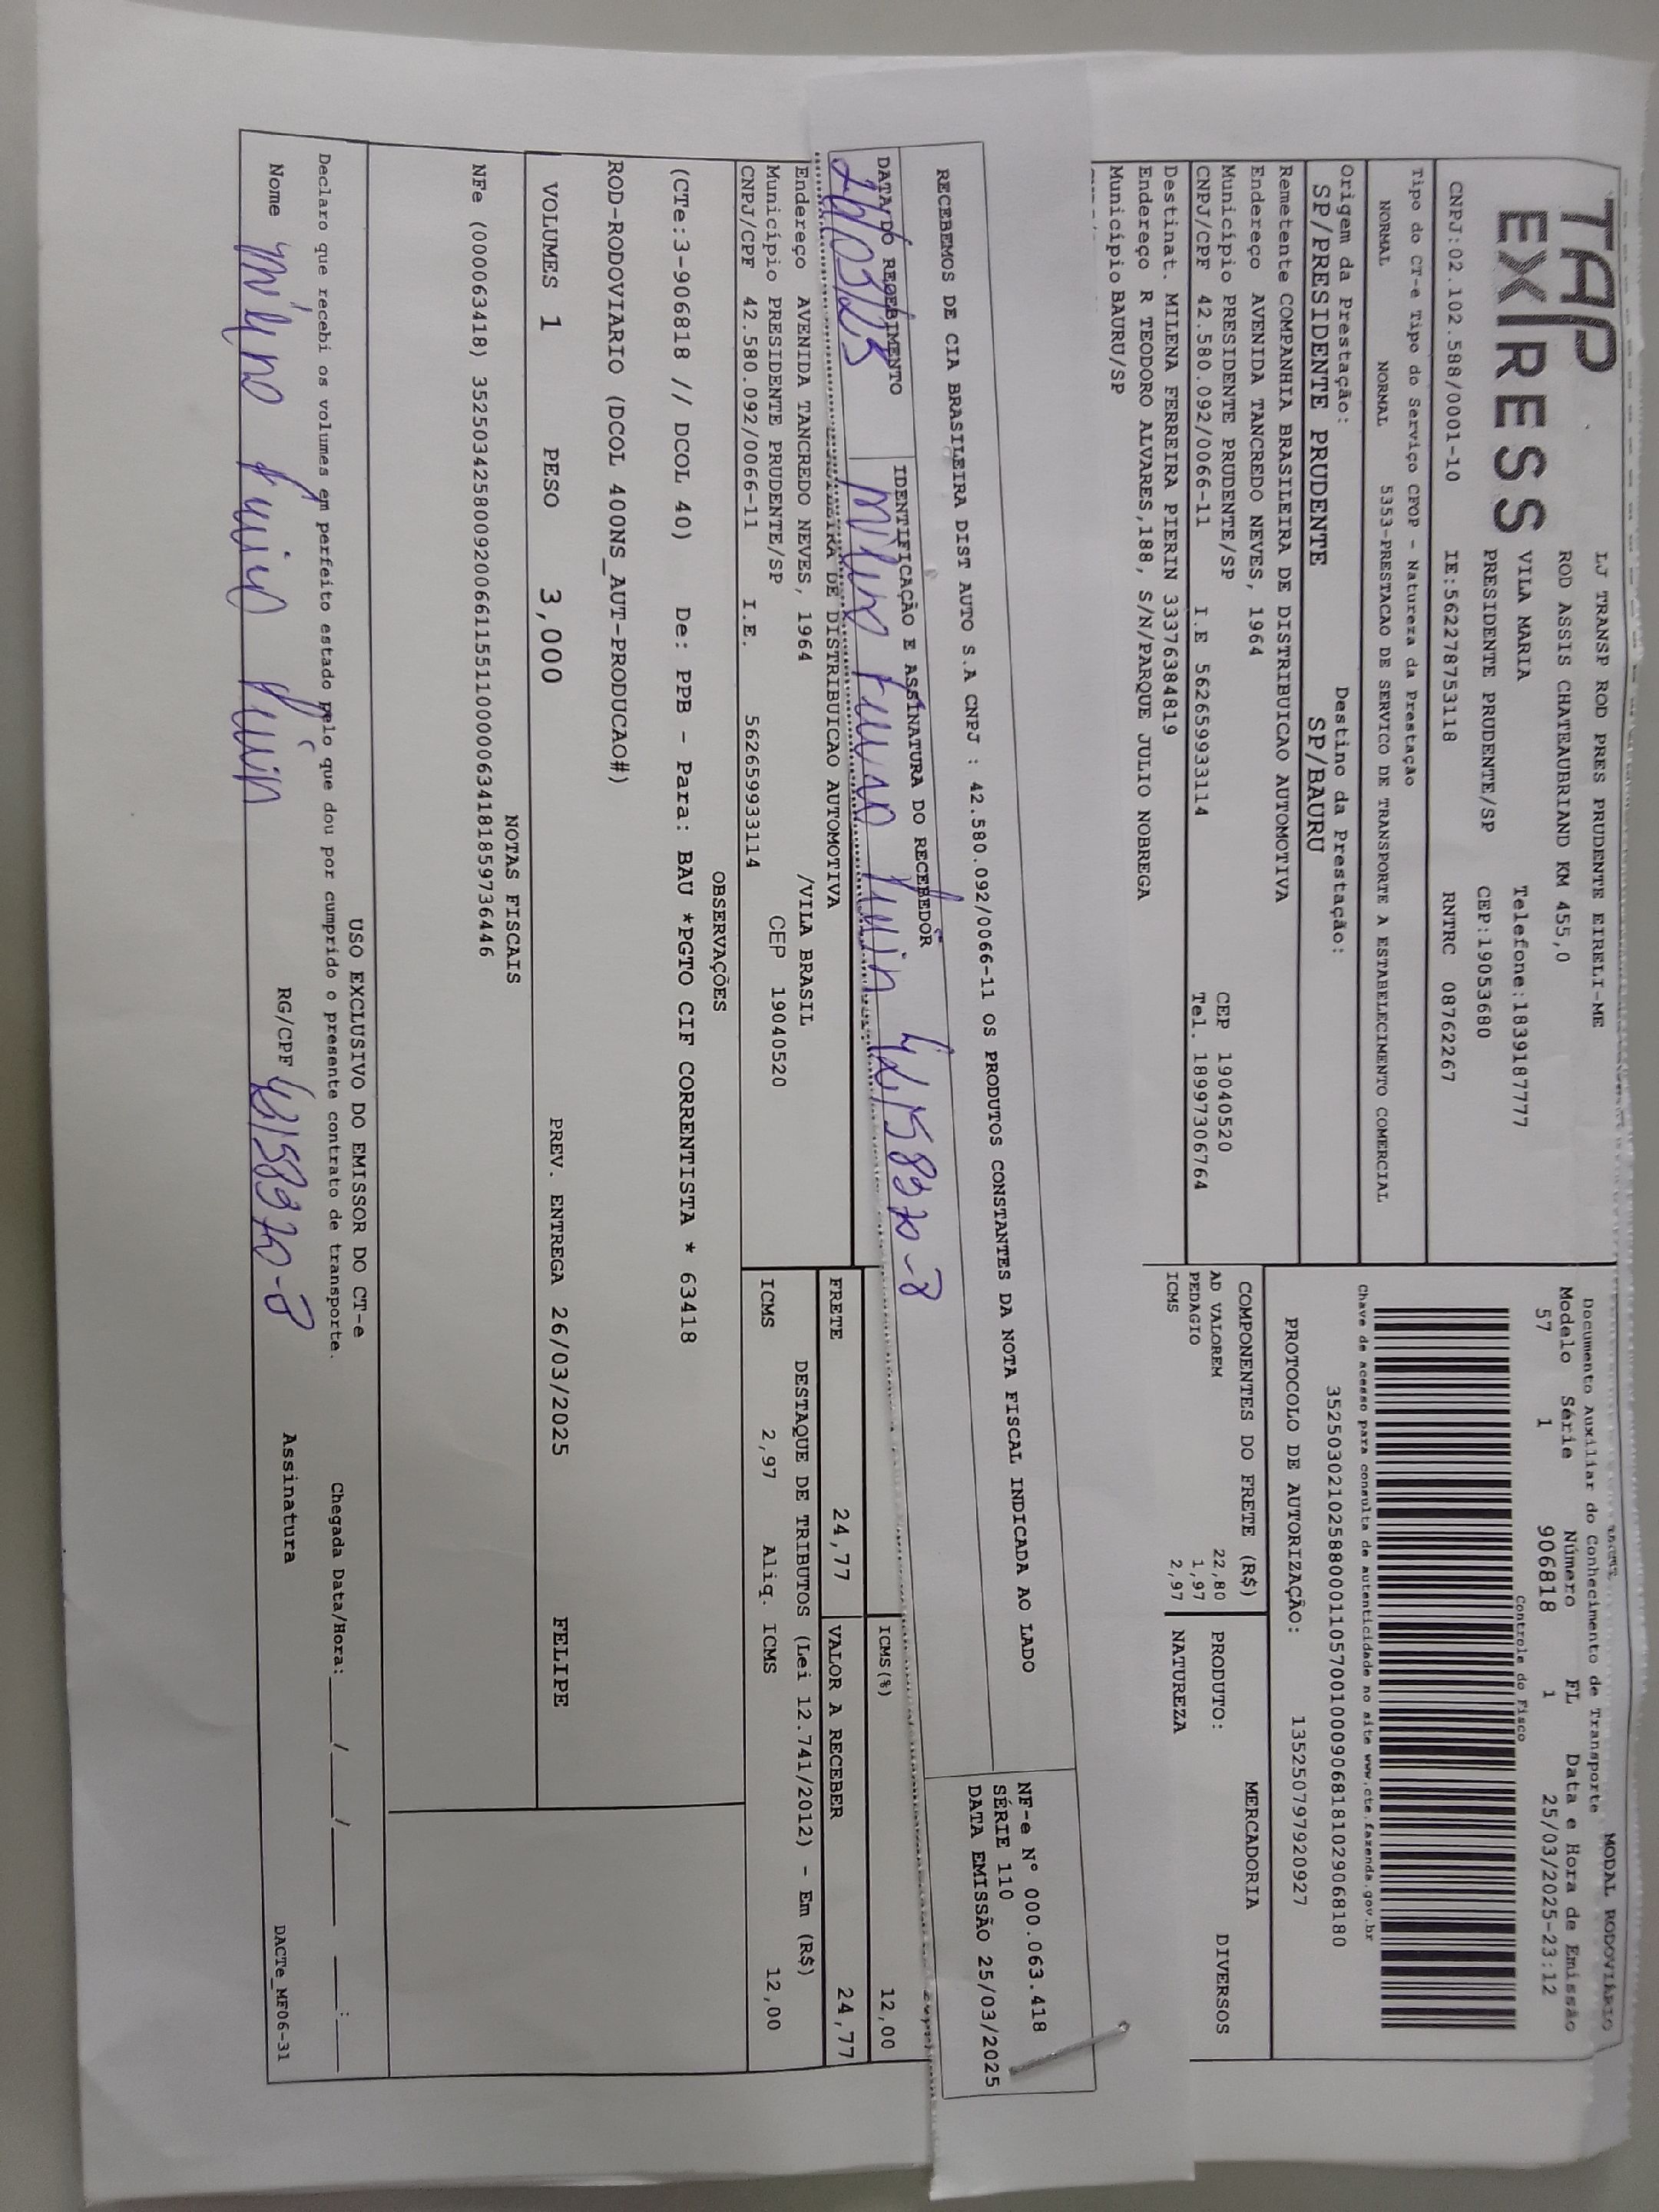 TAP
EXPRESS
LJ TRANSP ROD PRES PRUDENTE EIRELI-ME
ROD ASSIS CHATEAUBRIAND KM 455,0
VILA MARIA Telefone:1839187777
PRESIDENTE PRUDENTE/SP CEP:19053680
CNPJ:02.102.588/0001-10 IE:562278753118 RNTRC 08762267
Tipo do CT-e Tipo do Serviço CFOP - Natureza da Prestação
NORMAL NORMAL 5353-PRESTACAO DE SERVICO DE TRANSPORTE A ESTABELECIMENTO COMERCIAL
Origem da Prestação: Destino da Prestação:
SP/PRESIDENTE PRUDENTE SP/BAURU
Remetente COMPANHIA BRASILEIRA DE DISTRIBUICAO AUTOMOTIVA
Endereço AVENIDA TANCREDO NEVES, 1964
Município PRESIDENTE PRUDENTE/SP CEP 19040520
CNPJ/CPF 42.580.092/0066-11 I.E 562659933114 Tel. 18997306764
Destinat. MILENA FERREIRA PIERIN 33376384819
Endereço R TEODORO ALVARES,188, S/N/PARQUE JULIO NOBREGA
Município BAURU/SP
MODAL RODOVIÁRIO
Documento Auxiliar do Conhecimento de Transporte
Modelo Série Número FL Data e Hora de Emissão
57 1 906818 1 25/03/2025-23:12
Controle do Fisco
Chave de acesso para consulta de autenticidade no site www.cte.fazenda.gov.br
35250302102588000110570010009068181029068180
PROTOCOLO DE AUTORIZAÇÃO: 135250797920927
COMPONENTES DO FRETE (R$) MERCADORIA
AD VALOREM 22,80 PRODUTO: DIVERSOS
PEDAGIO 1,97
ICMS 2,97 NATUREZA
RECEBEMOS DE CIA BRASILEIRA DIST AUTO S.A CNPJ : 42.580.092/0066-11 OS PRODUTOS CONSTANTES DA NOTA FISCAL INDICADA AO LADO
NF-e N° 000.063.418
SÉRIE 110
DATA EMISSÃO 25/03/2025
DATA DO RECEBIMENTO IDENTIFICAÇÃO E ASSINATURA DO RECEBEDOR
DE DISTRIBUICAO AUTOMOTIVA
Endereço AVENIDA TANCREDO NEVES, 1964 /VILA BRASIL
Município PRESIDENTE PRUDENTE/SP CEP 19040520
CNPJ/CPF 42.580.092/0066-11 I.E. 562659933114
ICMS(%) 12,00
FRETE 24,77 VALOR A RECEBER 24,77
DESTAQUE DE TRIBUTOS (Lei 12.741/2012) - Em (R$)
ICMS 2,97 Aliq. ICMS 12,00
OBSERVAÇÕES
(CTe:3-906818 // DCOL 40) De: PPB - Para: BAU *PGTO CIF CORRENTISTA * 63418
ROD-RODOVIARIO (DCOL 400NS_AUT-PRODUCAO#)
VOLUMES 1 PESO 3,000 PREV. ENTREGA 26/03/2025 FELIPE
NOTAS FISCAIS
NFe (000063418) 35250342580092006611551100000634181859736446
USO EXCLUSIVO DO EMISSOR DO CT-e
Declaro que recebi os volumes em perfeito estado pelo que dou por cumprido o presente contrato de transporte. Chegada Data/Hora:____/____/____ ___:___
Nome RG/CPF Assinatura
DACTe_MF06-31